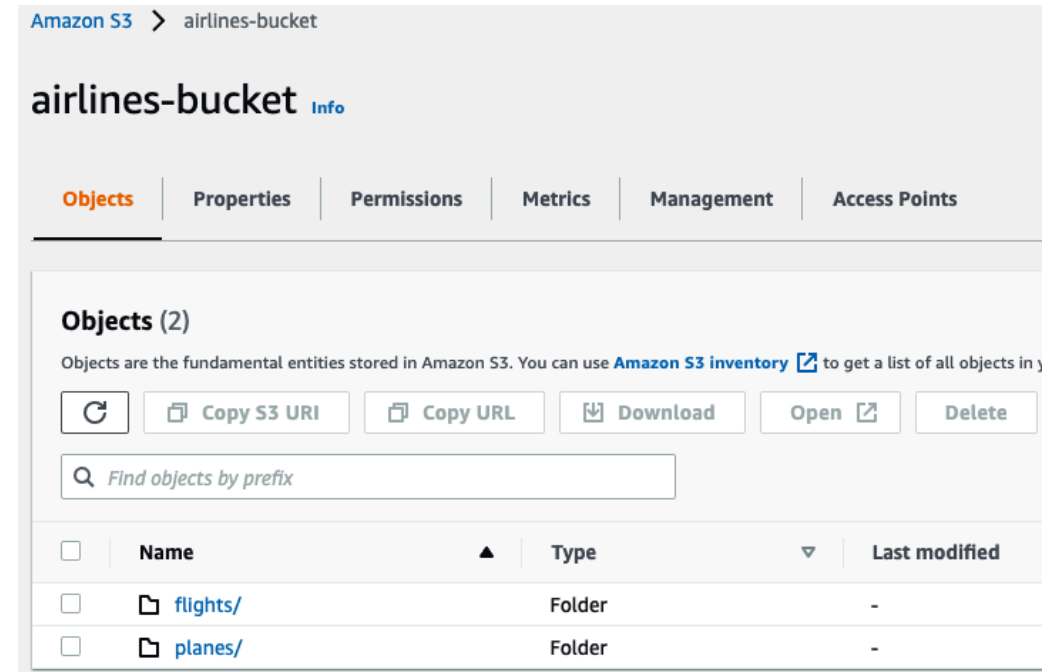 Amazon S3 > airlines-bucket
airlines-bucket Info
Objects Properties Permissions Metrics Management Access Points
Objects (2)
Objects are the fundamental entities stored in Amazon S3. You can use Amazon S3 inventory to get a list of all objects in
Copy S3 URI Copy URL Download Open Delete
Find objects by prefix
Name Type Last modified
flights/ Folder -
planes/ Folder -